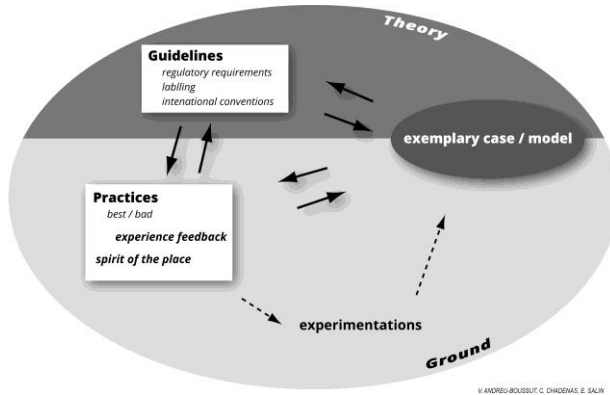 Theory
Guidelines
regulatory requirements
lablling
intenational conventions
exemplary case / model
Practices
best / bad
experience feedback
spirit of the place
experimentations
Ground
V. ANDREU-BOUSSUT, C. CHADENAS, E. SALIN